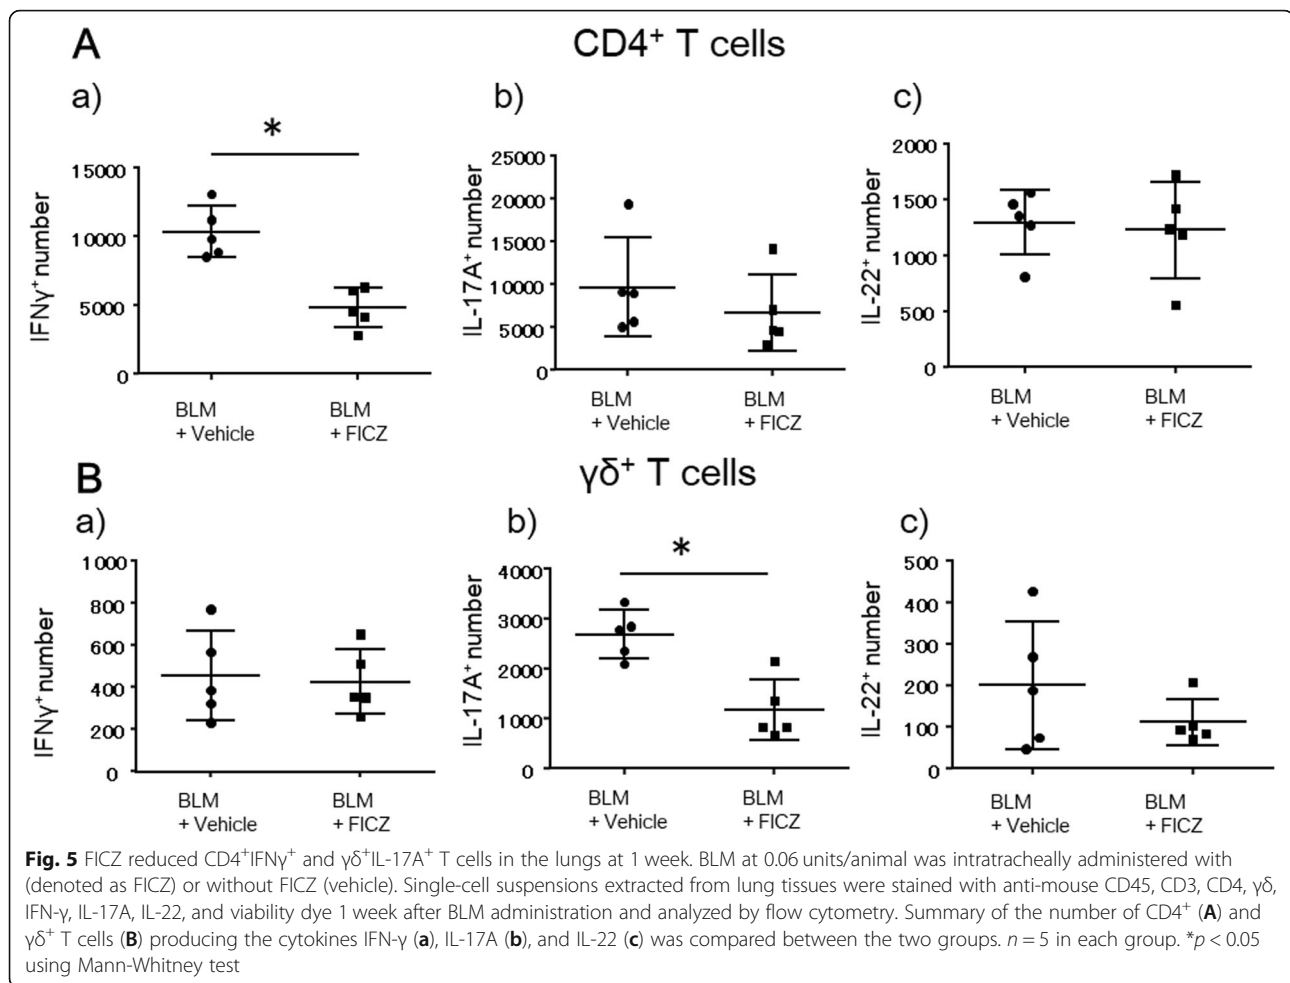 A
CD4⁺ T cells
a)
b)
c)
*
IFNγ⁺ number
15000
10000
5000
0
BLM
+ Vehicle
BLM
+ FICZ
IL-17A⁺ number
25000
20000
15000
10000
5000
0
BLM
+ Vehicle
BLM
+ FICZ
IL-22⁺ number
2000
1500
1000
500
0
BLM
+ Vehicle
BLM
+ FICZ
B
γδ⁺ T cells
a)
b)
c)
IFNγ⁺ number
1000
800
600
400
200
0
BLM
+ Vehicle
BLM
+ FICZ
*
IL-17A⁺ number
4000
3000
2000
1000
0
BLM
+ Vehicle
BLM
+ FICZ
IL-22⁺ number
500
400
300
200
100
0
BLM
+ Vehicle
BLM
+ FICZ
Fig. 5 FICZ reduced CD4⁺IFNγ⁺ and γδ⁺IL-17A⁺ T cells in the lungs at 1 week. BLM at 0.06 units/animal was intratracheally administered with
(denoted as FICZ) or without FICZ (vehicle). Single-cell suspensions extracted from lung tissues were stained with anti-mouse CD45, CD3, CD4, γδ,
IFN-γ, IL-17A, IL-22, and viability dye 1 week after BLM administration and analyzed by flow cytometry. Summary of the number of CD4⁺ (A) and
γδ⁺ T cells (B) producing the cytokines IFN-γ (a), IL-17A (b), and IL-22 (c) was compared between the two groups. n = 5 in each group. *p < 0.05
using Mann-Whitney test